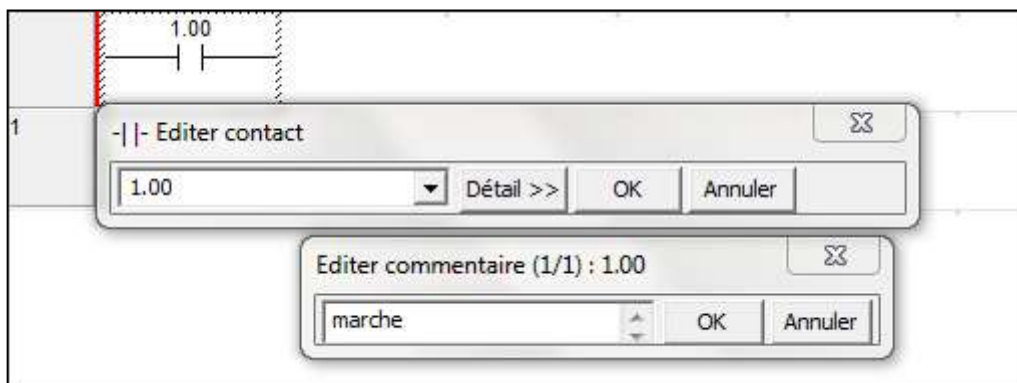 1.00
1
-| |- Editer contact
1.00 Détail >> OK Annuler
Editer commentaire (1/1) : 1.00
marche OK Annuler